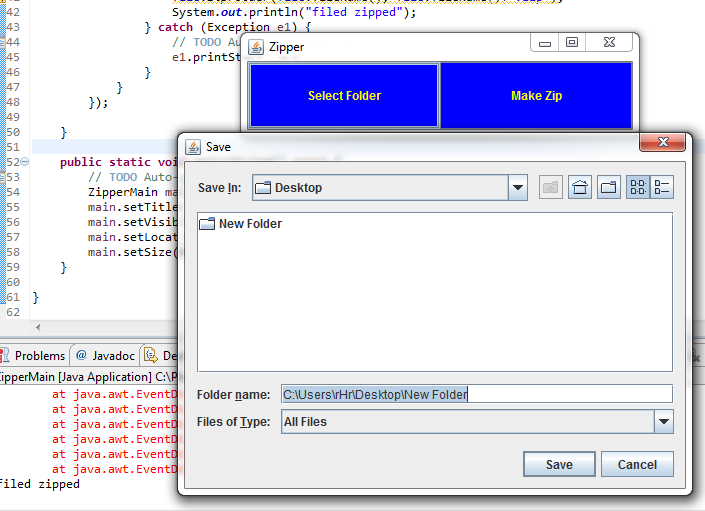 42 System.out.println("filed zipped");
43 } catch (Exception e1) {
44 // TODO Au
45 e1.printSt
46 }
47 }
48 });
49
50 }
51
52 public static vo
53 // TODO Auto-
54 ZipperMain ma
55 main.setTitle
56 main.setVisib
57 main.setLocat
58 main.setSize(
59 }
60
61 }
62
Zipper
Select Folder
Make Zip
Save
Save In:
Desktop
New Folder
Folder name:
C:\Users\rHr\Desktop\New Folder
Files of Type:
All Files
Save
Cancel
Problems
@ Javadoc
De
ZipperMain [Java Application] C:\P
at java.awt.EventD
at java.awt.EventD
at java.awt.EventD
at java.awt.EventD
at java.awt.EventD
at java.awt.EventD
filed zipped